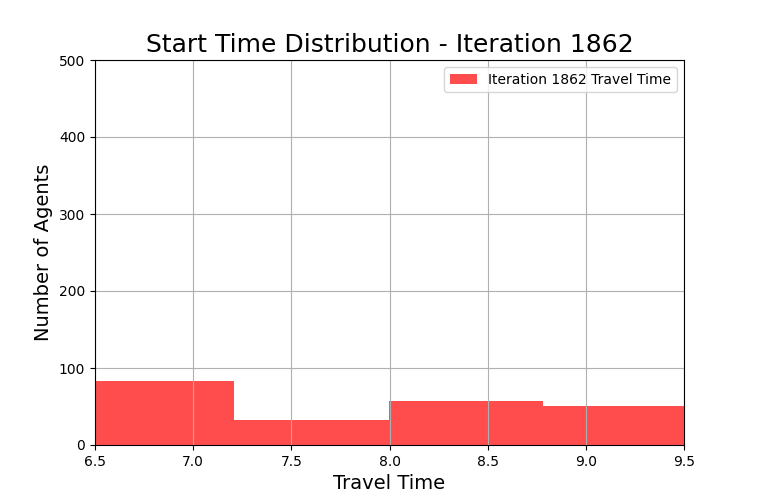 Start Time Distribution - Iteration 1862
Iteration 1862 Travel Time
Number of Agents
500
400
300
200
100
0
6.5 7.0 7.5 8.0 8.5 9.0 9.5
Travel Time